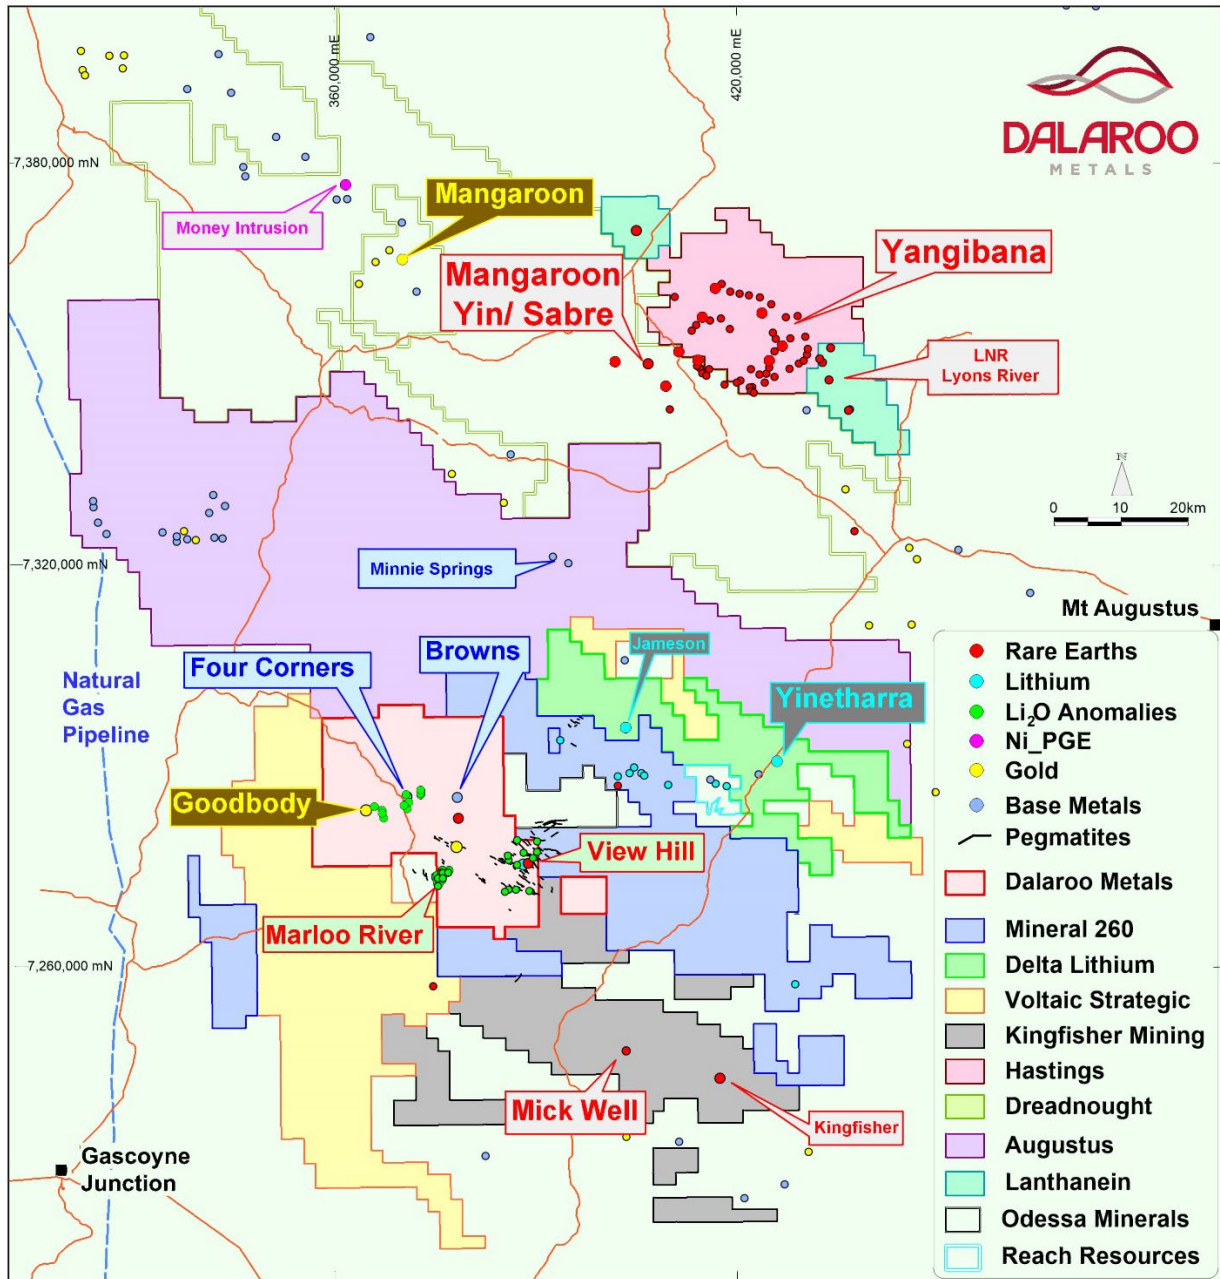 360,000 mE
420,000 mE
DALAROO
METALS
7,380,000 mN
Mangaroon
Money Intrusion
Yangibana
Mangaroon
Yin/ Sabre
LNR
Lyons River
N
0 10 20km
7,320,000 mN
Minnie Springs
Mt Augustus
Browns
Jameson
Four Corners
Yinetharra
Natural
Gas
Pipeline
Goodbody
View Hill
Marloo River
7,260,000 mN
Mick Well
Kingfisher
Gascoyne
Junction
Rare Earths
Lithium
Li2O Anomalies
Ni_PGE
Gold
Base Metals
Pegmatites
Dalaroo Metals
Mineral 260
Delta Lithium
Voltaic Strategic
Kingfisher Mining
Hastings
Dreadnought
Augustus
Lanthanein
Odessa Minerals
Reach Resources